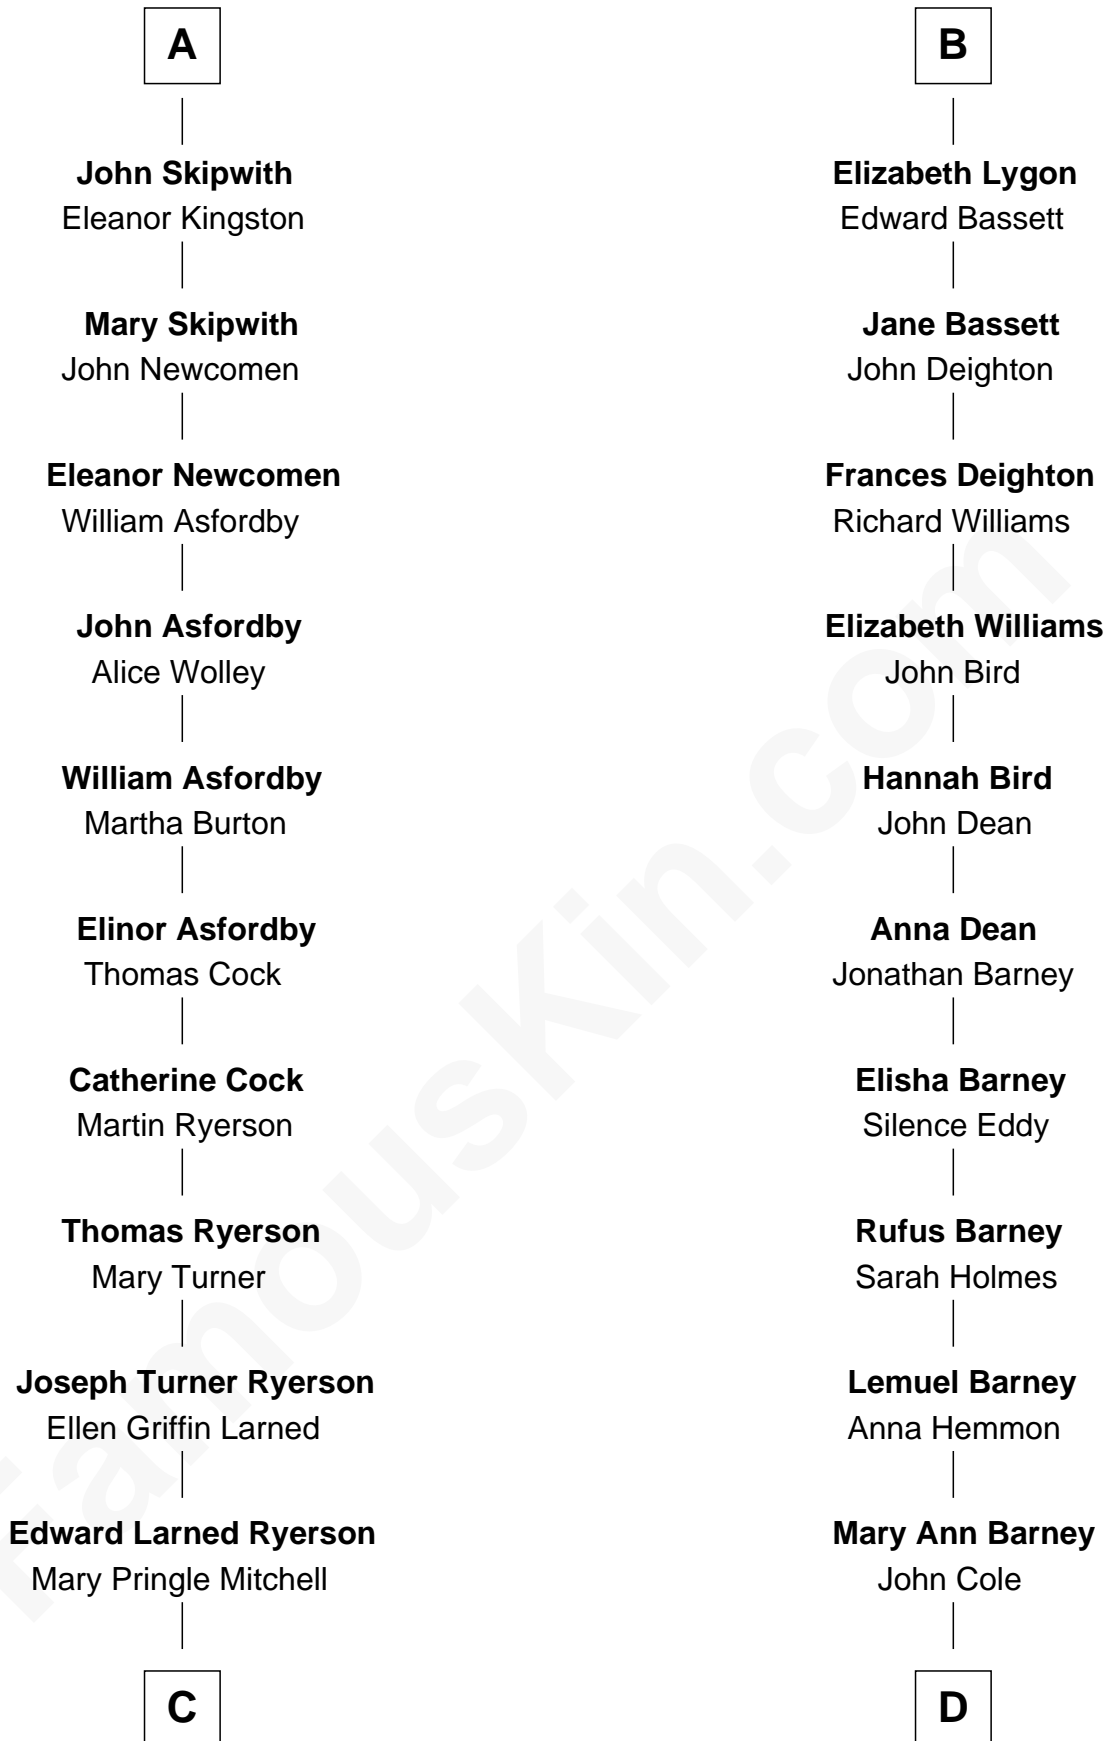 A
John Skipwith
Eleanor Kingston
Mary Skipwith
John Newcomen
Eleanor Newcomen
William Asfordby
John Asfordby
Alice Wolley
William Asfordby
Martha Burton
Elinor Asfordby
Thomas Cock
Catherine Cock
Martin Ryerson
Thomas Ryerson
Mary Turner
Joseph Turner Ryerson
Ellen Griffin Larned
Edward Larned Ryerson
Mary Pringle Mitchell
C
B
Elizabeth Lygon
Edward Bassett
Jane Bassett
John Deighton
Frances Deighton
Richard Williams
Elizabeth Williams
John Bird
Hannah Bird
John Dean
Anna Dean
Jonathan Barney
Elisha Barney
Silence Eddy
Rufus Barney
Sarah Holmes
Lemuel Barney
Anna Hemmon
Mary Ann Barney
John Cole
D
FamousKin.com